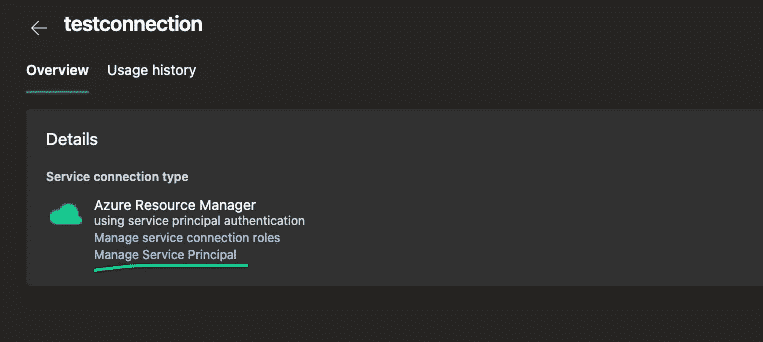 testconnection
Overview Usage history
Details
Service connection type
Azure Resource Manager
using service principal authentication
Manage service connection roles
Manage Service Principal